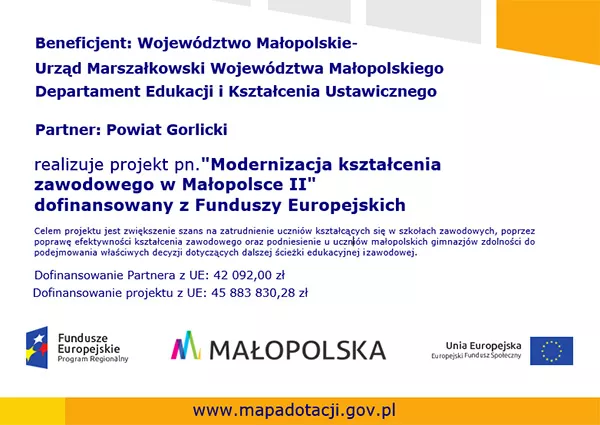 Beneficjent: Województwo Małopolskie-
Urząd Marszałkowski Województwa Małopolskiego
Departament Edukacji i Kształcenia Ustawicznego
Partner: Powiat Gorlicki
realizuje projekt pn."Modernizacja kształcenia
zawodowego w Małopolsce II"
dofinansowany z Funduszy Europejskich
Celem projektu jest zwiększenie szans na zatrudnienie uczniów kształcących się w szkołach zawodowych, poprzez
poprawę efektywności kształcenia zawodowego oraz podniesienie u uczniów małopolskich gimnazjów zdolności do
podejmowania właściwych decyzji dotyczących dalszej ścieżki edukacyjnej izawodowej.
Dofinansowanie Partnera z UE: 42 092,00 zł
Dofinansowanie projektu z UE: 45 883 830,28 zł
Fundusze
Europejskie
Program Regionalny
MAŁOPOLSKA
Unia Europejska
Europejski Fundusz Społeczny
www.mapadotacji.gov.pl